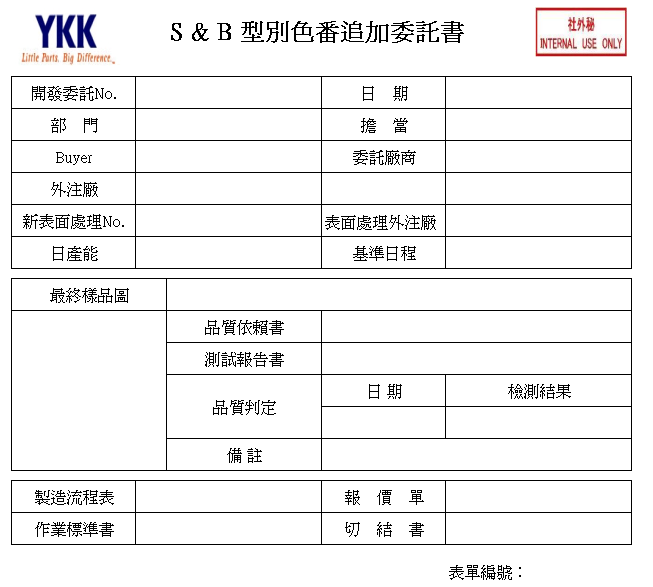 YKK
Little Parts. Big Difference.™
S & B 型別色番追加委託書
社外秘
INTERNAL USE ONLY
開發委託No.
日 期
部 門
擔 當
Buyer
委託廠商
外注廠
新表面處理No.
表面處理外注廠
日產能
基準日程
最終樣品圖
品質依賴書
測試報告書
品質判定
日 期
檢測結果
備 註
製造流程表
報 價 單
作業標準書
切 結 書
表單編號：